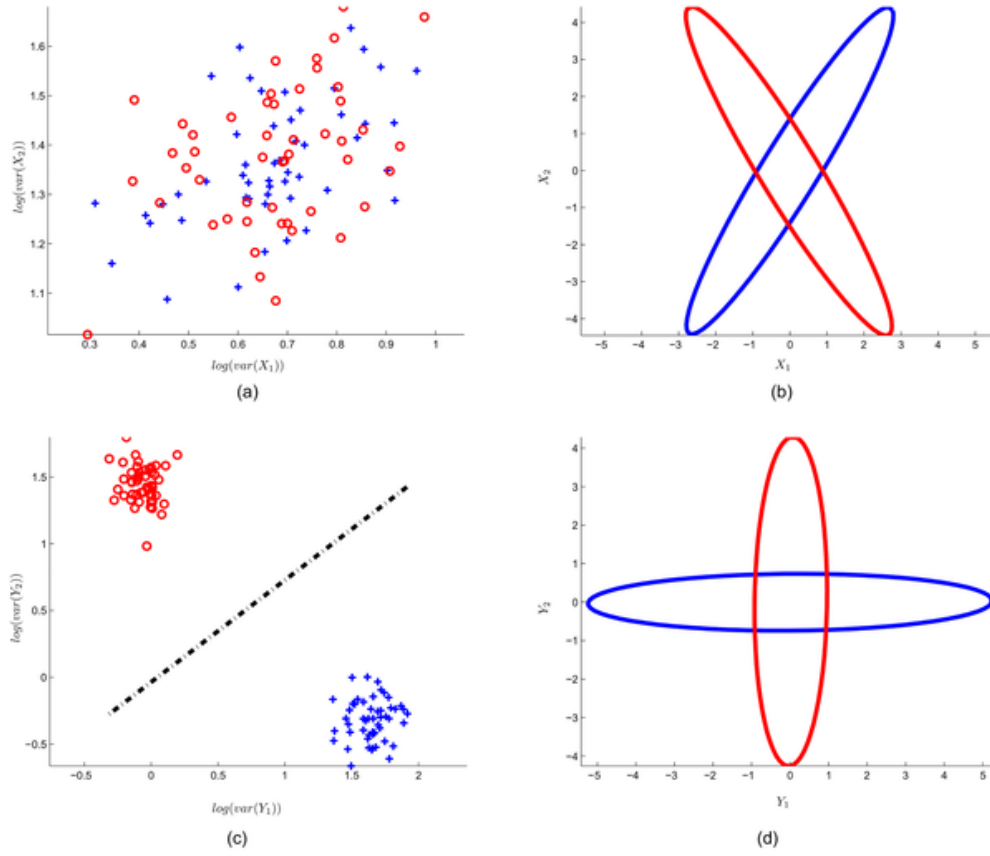 1.6
1.5
1.4
1.3
1.2
1.1
log(var(X₂))
0.3 0.4 0.5 0.6 0.7 0.8 0.9 1
log(var(X₁))
(a)
4
3
2
1
0
−1
−2
−3
−4
X₂
−5 −4 −3 −2 −1 0 1 2 3 4 5
X₁
(b)
1.5
1
0.5
0
−0.5
log(var(Y₂))
−0.5 0 0.5 1 1.5 2
log(var(Y₁))
(c)
4
3
2
1
0
−1
−2
−3
−4
Y₂
−5 −4 −3 −2 −1 0 1 2 3 4 5
Y₁
(d)